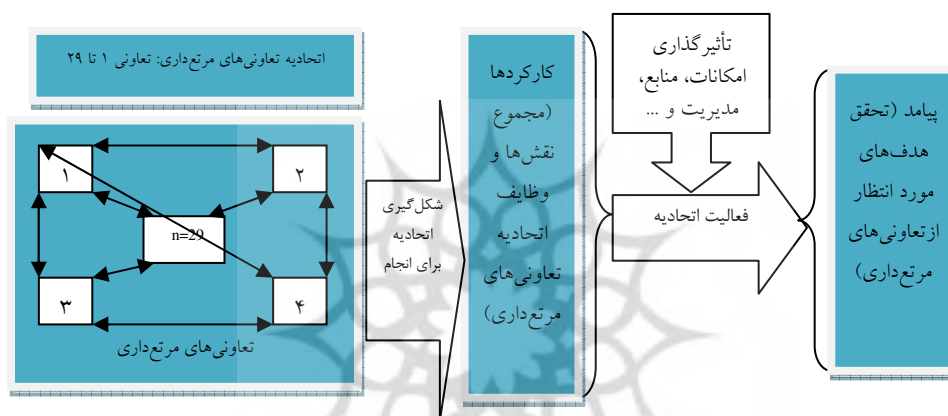 اتحادیه تعاونی‌های مرتع‌داری: تعاونی ۱ تا ۲۹
۱
۲
n=29
۳
۴
تعاونی‌های مرتع‌داری
شکل‌گیری
اتحادیه
برای انجام
کارکردها
(مجموع
نقش‌ها و
وظایف
اتحادیه
تعاونی‌های
مرتع‌داری)
تأثیرگذاری
امکانات، منابع،
مدیریت و ...
فعالیت اتحادیه
پیامد (تحقق
هدف‌های
مورد انتظار
ازتعاونی‌های
مرتع‌داری)